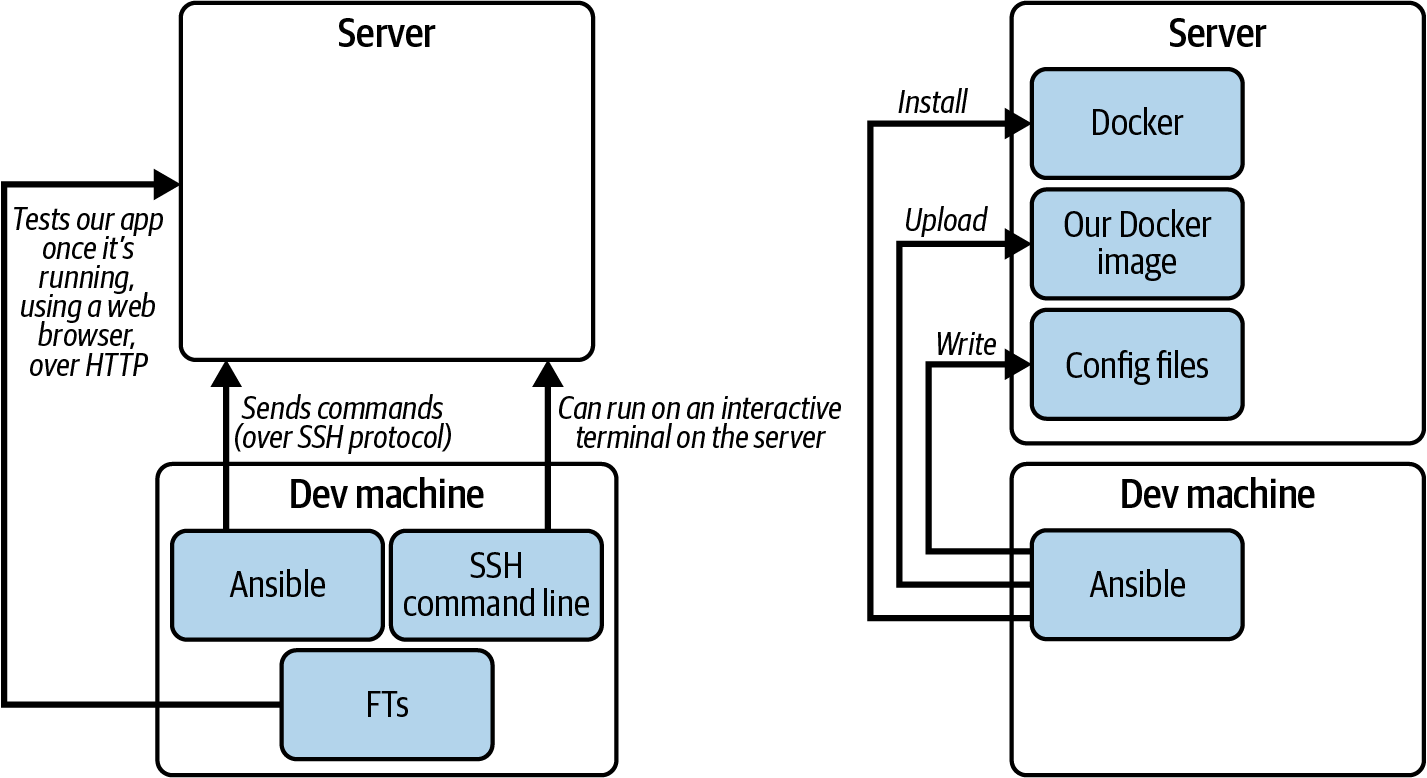 Server
Tests our app
once it's
running,
using a web
browser,
over HTTP
Sends commands
(over SSH protocol)
Can run on an interactive
terminal on the server
Dev machine
Ansible
SSH
command line
FTs
Server
Install
Docker
Upload
Our Docker
image
Write
Config files
Dev machine
Ansible